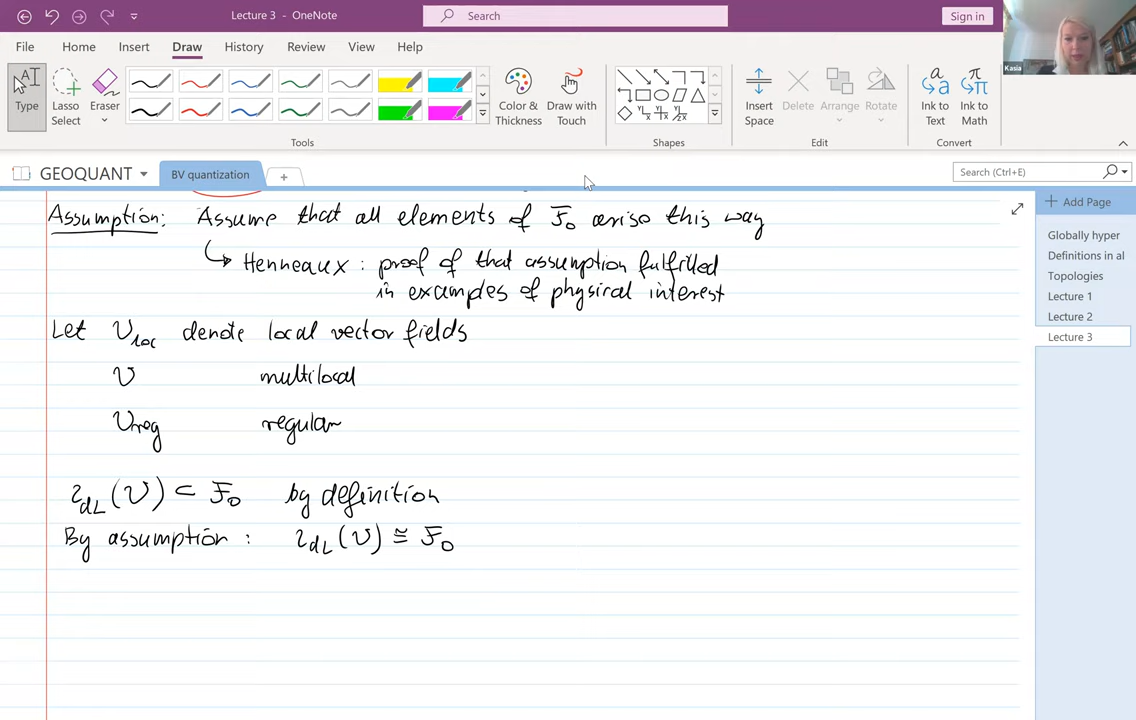 Lecture 3 - OneNote
Search
Sign in
File Home Insert Draw History Review View Help
Kasia
Type
Lasso Select
Eraser
Color & Thickness
Draw with Touch
Insert Space
Delete
Arrange
Rotate
Ink to Text
Ink to Math
Tools
Shapes
Edit
Convert
GEOQUANT
BV quantization
Search (Ctrl+E)
Add Page
Globally hyper
Definitions in al
Topologies
Lecture 1
Lecture 2
Lecture 3
Assumption: Assume that all elements of F₀ arise this way
↳ Henneaux: proof of that assumption fulfilled
in examples of physical interest
Let V_loc denote local vector fields
V multilocal
V_reg regular
ι_dL (V) ⊂ F₀ by definition
By assumption: ι_dL (V) ≅ F₀